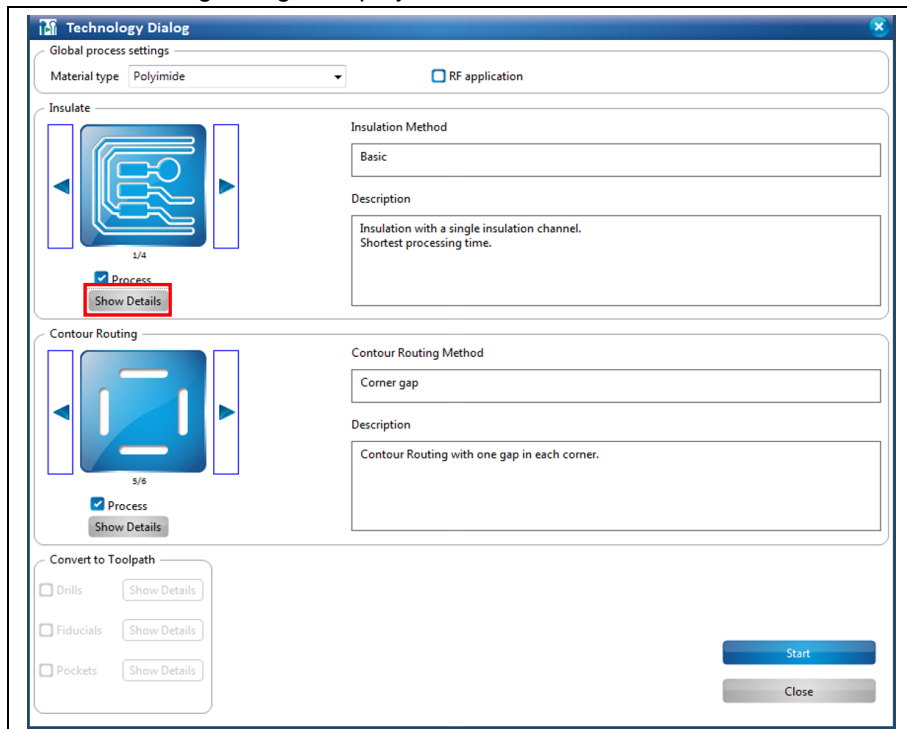 Technology Dialog
Global process settings
Material type Polyimide RF application
Insulate
Insulation Method
Basic
Description
Insulation with a single insulation channel.
Shortest processing time.
1/4
Process
Show Details
Contour Routing
Contour Routing Method
Corner gap
Description
Contour Routing with one gap in each corner.
5/6
Process
Show Details
Convert to Toolpath
Drills Show Details
Fiducials Show Details
Pockets Show Details
Start
Close